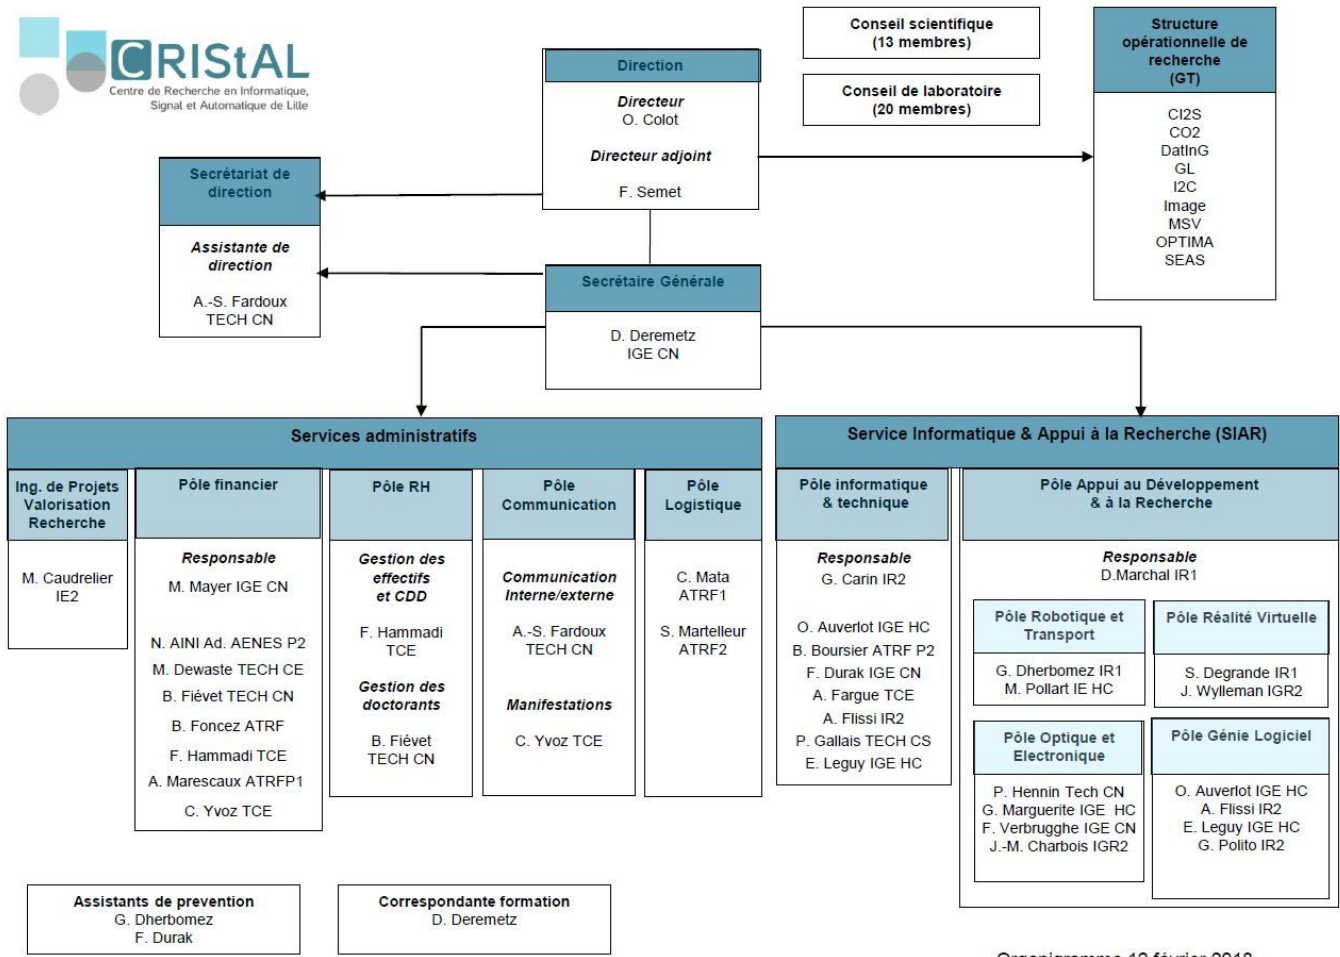 CRIStAL
Centre de Recherche en Informatique,
Signal et Automatique de Lille
Conseil scientifique
(13 membres)
Conseil de laboratoire
(20 membres)
Structure
opérationnelle de
recherche
(GT)
CI2S
CO2
DatInG
GL
I2C
Image
MSV
OPTIMA
SEAS
Direction
Directeur
O. Colot
Directeur adjoint
F. Semet
Secrétariat de
direction
Assistante de
direction
A.-S. Fardoux
TECH CN
Secrétaire Générale
D. Deremetz
IGE CN
Services administratifs
Ing. de Projets
Valorisation
Recherche
M. Caudrelier
IE2
Pôle financier
Responsable
M. Mayer IGE CN
N. AINI Ad. AENES P2
M. Dewaste TECH CE
B. Fiévet TECH CN
B. Foncez ATRF
F. Hammadi TCE
A. Marescaux ATRFP1
C. Yvoz TCE
Pôle RH
Gestion des
effectifs
et CDD
F. Hammadi
TCE
Gestion des
doctorants
B. Fiévet
TECH CN
Pôle
Communication
Communication
Interne/externe
A.-S. Fardoux
TECH CN
Manifestations
C. Yvoz TCE
Pôle
Logistique
C. Mata
ATRF1
S. Martelleur
ATRF2
Service Informatique & Appui à la Recherche (SIAR)
Pôle informatique
& technique
Responsable
G. Carin IR2
O. Auverlot IGE HC
B. Boursier ATRF P2
F. Durak IGE CN
A. Fargue TCE
A. Flissi IR2
P. Gallais TECH CS
E. Leguy IGE HC
Pôle Appui au Développement
& à la Recherche
Responsable
D.Marchal IR1
Pôle Robotique et
Transport
G. Dherbomez IR1
M. Pollart IE HC
Pôle Réalité Virtuelle
S. Degrande IR1
J. Wylleman IGR2
Pôle Optique et
Electronique
P. Hennin Tech CN
G. Marguerite IGE HC
F. Verbrugghe IGE CN
J.-M. Charbois IGR2
Pôle Génie Logiciel
O. Auverlot IGE HC
A. Flissi IR2
E. Leguy IGE HC
G. Polito IR2
Assistants de prevention
G. Dherbomez
F. Durak
Correspondante formation
D. Deremetz
Organigramme 12 février 2018